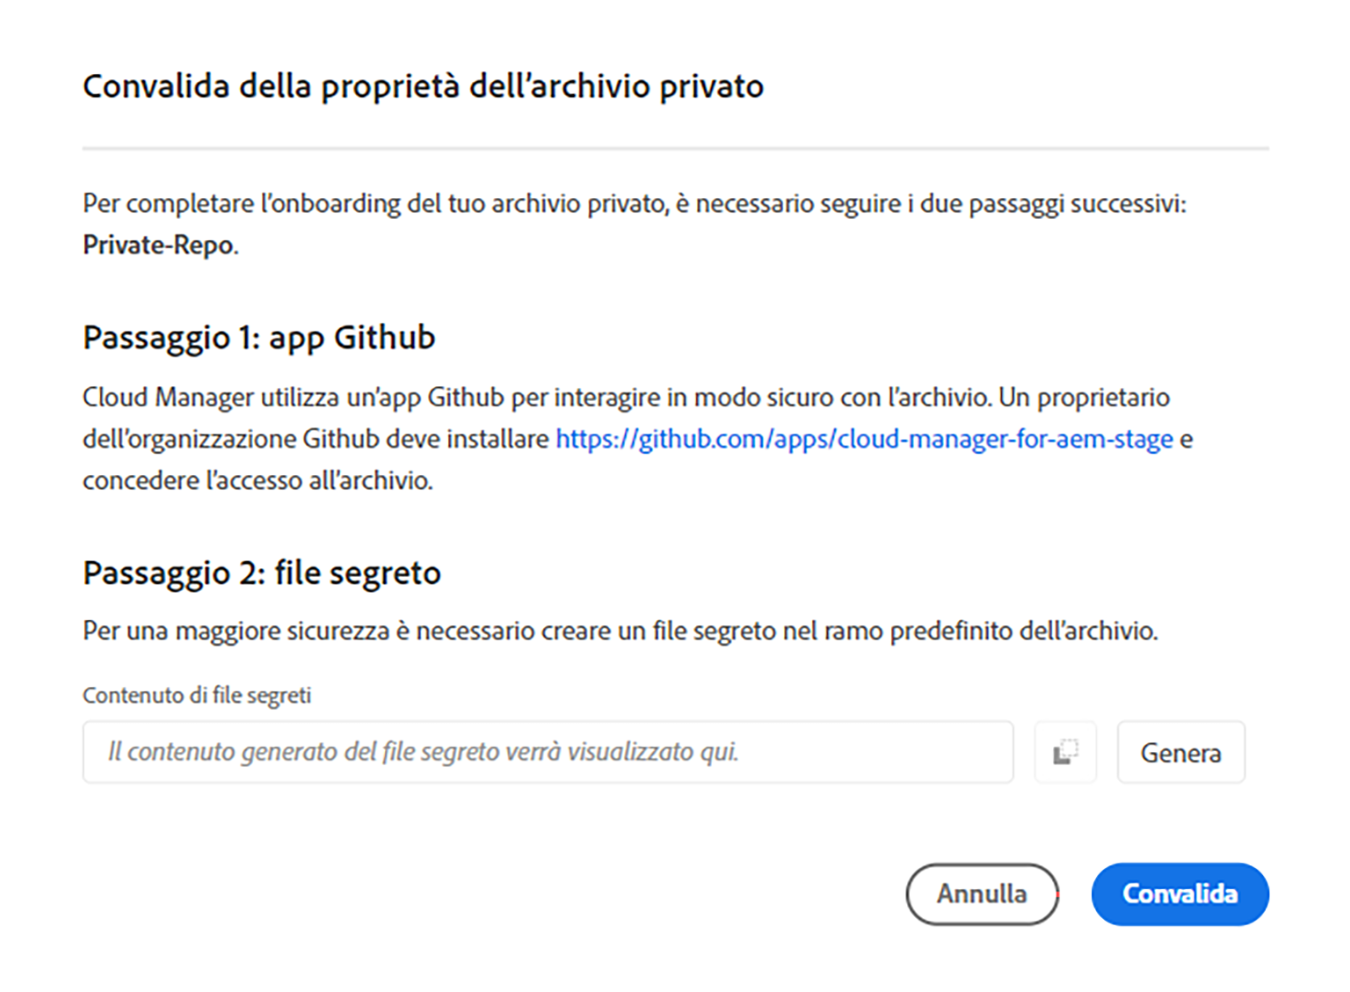 Convalida della proprietà dell’archivio privato
Per completare l’onboarding del tuo archivio privato, è necessario seguire i due passaggi successivi:
Private-Repo.
Passaggio 1: app Github
Cloud Manager utilizza un’app Github per interagire in modo sicuro con l’archivio. Un proprietario
dell’organizzazione Github deve installare https://github.com/apps/cloud-manager-for-aem-stage e
concedere l’accesso all’archivio.
Passaggio 2: file segreto
Per una maggiore sicurezza è necessario creare un file segreto nel ramo predefinito dell’archivio.
Contenuto di file segreti
Il contenuto generato del file segreto verrà visualizzato qui.
Genera
Annulla
Convalida